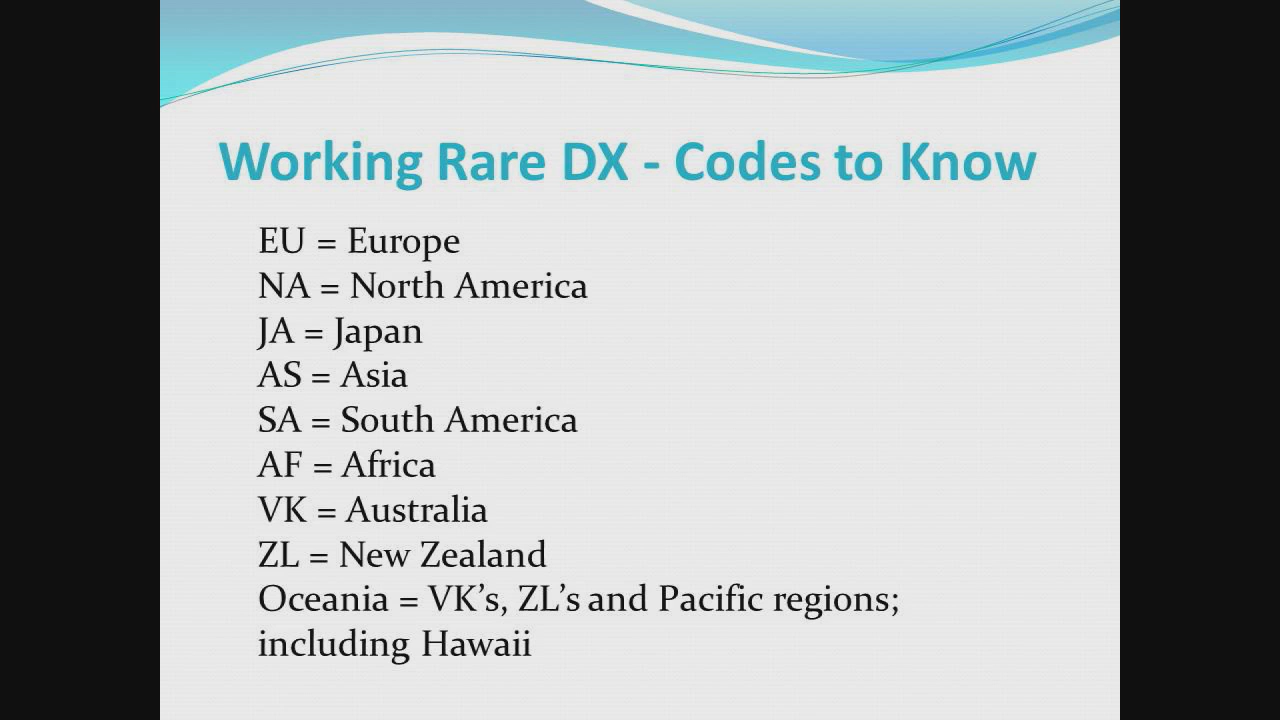 Working Rare DX - Codes to Know
EU = Europe
NA = North America
JA = Japan
AS = Asia
SA = South America
AF = Africa
VK = Australia
ZL = New Zealand
Oceania = VK’s, ZL’s and Pacific regions;
including Hawaii